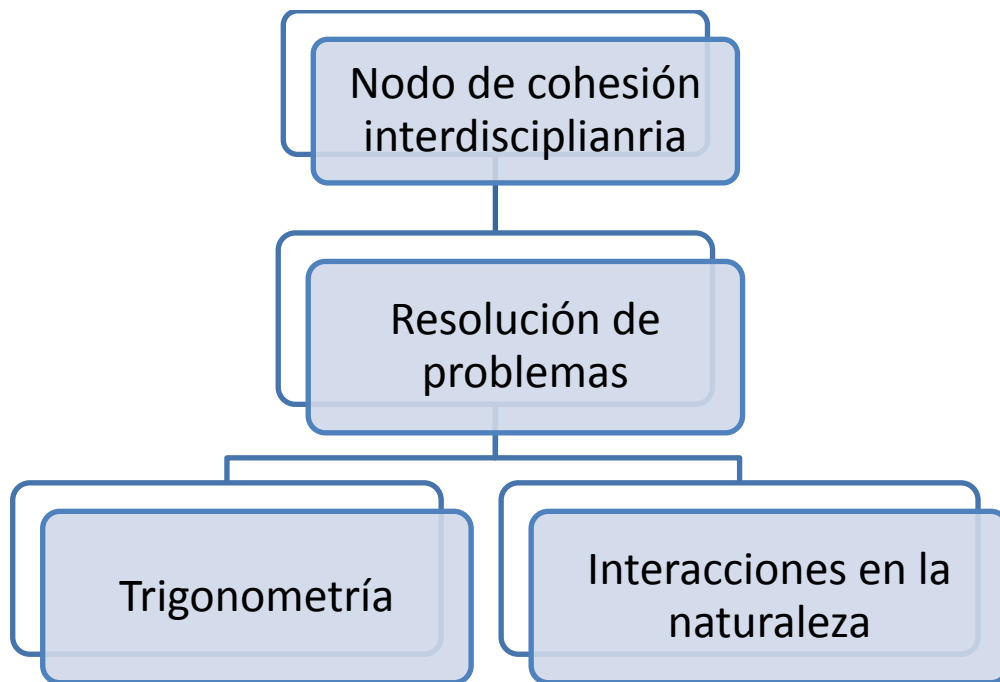 Nodo de cohesión
interdisciplianria
Resolución de
problemas
Trigonometría
Interacciones en la
naturaleza